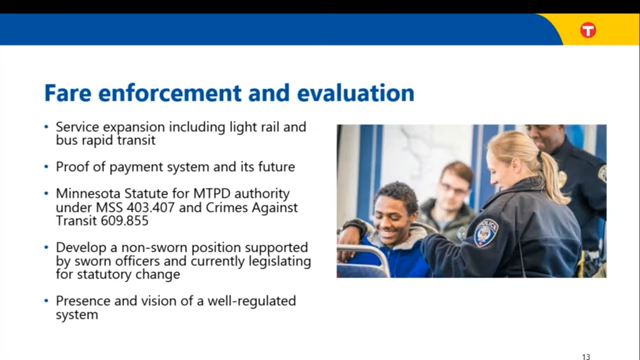 T
Fare enforcement and evaluation
• Service expansion including light rail and
bus rapid transit
• Proof of payment system and its future
• Minnesota Statute for MTPD authority
under MSS 403.407 and Crimes Against
Transit 609.855
• Develop a non-sworn position supported
by sworn officers and currently legislating
for statutory change
• Presence and vision of a well-regulated
system
POLICE
13